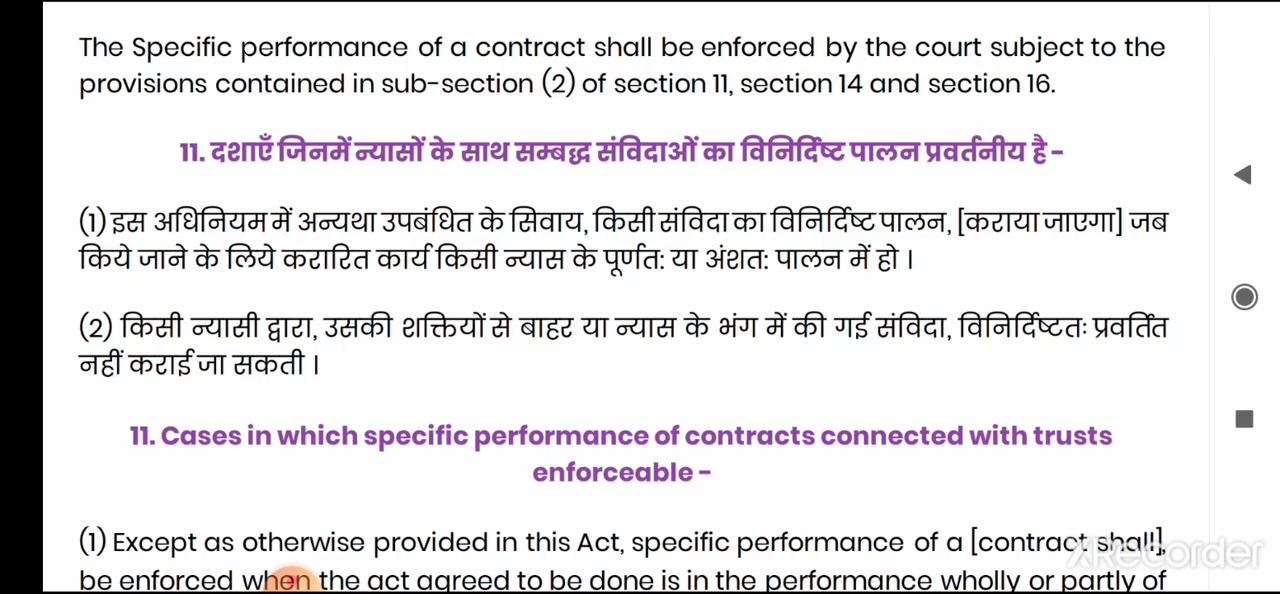 The Specific performance of a contract shall be enforced by the court subject to the
provisions contained in sub-section (2) of section 11, section 14 and section 16.
11. दशाएँ जिनमें न्यासों के साथ सम्बद्ध संविदाओं का विनिर्दिष्ट पालन प्रवर्तनीय है -
(1) इस अधिनियम में अन्यथा उपबंधित के सिवाय, किसी संविदा का विनिर्दिष्ट पालन, [कराया जाएगा] जब
किये जाने के लिये करारित कार्य किसी न्यास के पूर्णत: या अंशत: पालन में हो ।
(2) किसी न्यासी द्वारा, उसकी शक्तियों से बाहर या न्यास के भंग में की गई संविदा, विनिर्दिष्टतः प्रवर्तित
नहीं कराई जा सकती ।
11. Cases in which specific performance of contracts connected with trusts
enforceable -
(1) Except as otherwise provided in this Act, specific performance of a [contract shall],
be enforced when the act agreed to be done is in the performance wholly or partly of
XRecorder